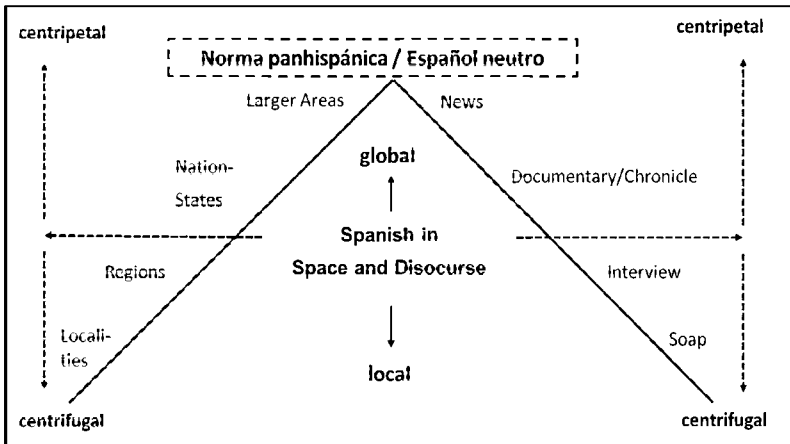 centripetal
centripetal
Norma panhispánica / Español neutro
Larger Areas
News
global
Nation-
States
Documentary/Chronicle
Spanish in
Space and Disocurse
Regions
Interview
Locali-
ties
Soap
local
centrifugal
centrifugal